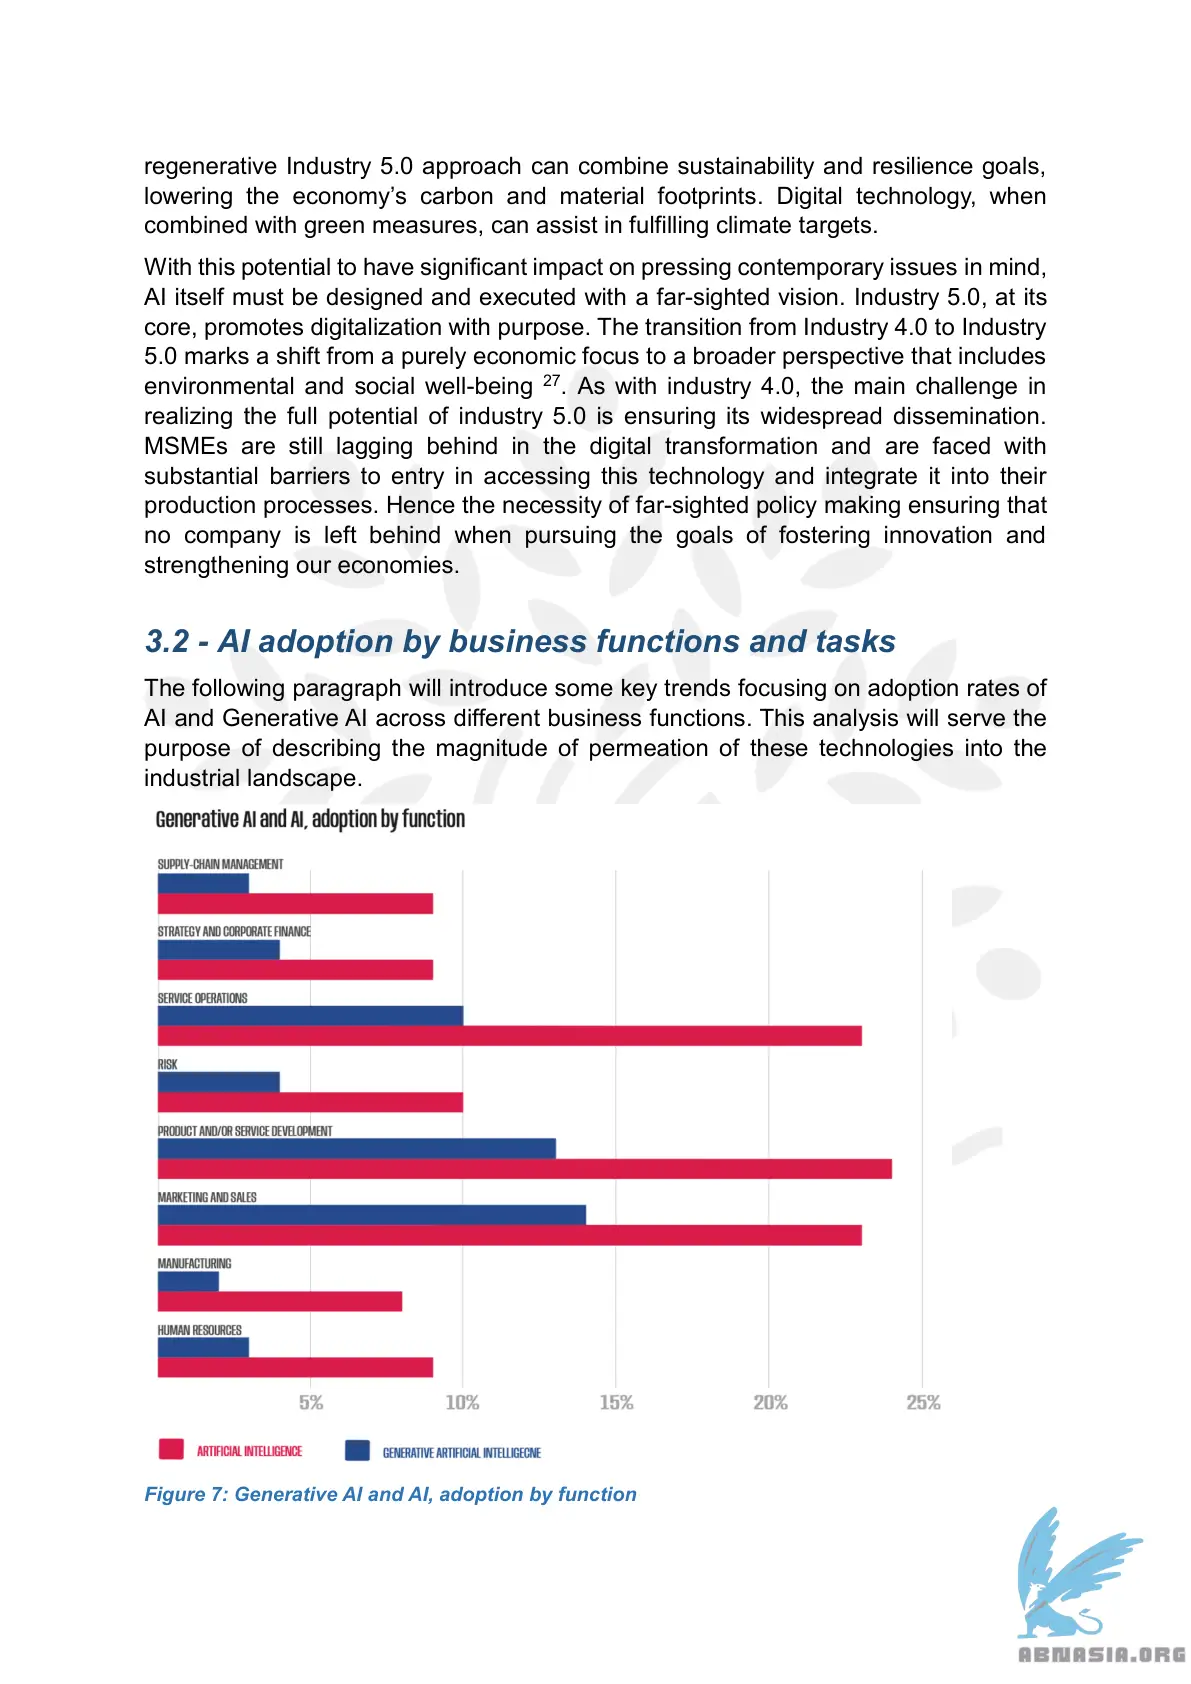 regenerative Industry 5.0 approach can combine sustainability and resilience goals,
lowering the economy’s carbon and material footprints. Digital technology, when
combined with green measures, can assist in fulfilling climate targets.
With this potential to have significant impact on pressing contemporary issues in mind,
AI itself must be designed and executed with a far-sighted vision. Industry 5.0, at its
core, promotes digitalization with purpose. The transition from Industry 4.0 to Industry
5.0 marks a shift from a purely economic focus to a broader perspective that includes
environmental and social well-being 27. As with industry 4.0, the main challenge in
realizing the full potential of industry 5.0 is ensuring its widespread dissemination.
MSMEs are still lagging behind in the digital transformation and are faced with
substantial barriers to entry in accessing this technology and integrate it into their
production processes. Hence the necessity of far-sighted policy making ensuring that
no company is left behind when pursuing the goals of fostering innovation and
strengthening our economies.
3.2 - AI adoption by business functions and tasks
The following paragraph will introduce some key trends focusing on adoption rates of
AI and Generative AI across different business functions. This analysis will serve the
purpose of describing the magnitude of permeation of these technologies into the
industrial landscape.
Generative AI and AI, adoption by function
SUPPLY-CHAIN MANAGEMENT
STRATEGY AND CORPORATE FINANCE
SERVICE OPERATIONS
RISK
PRODUCT AND/OR SERVICE DEVELOPMENT
MARKETING AND SALES
MANUFACTURING
HUMAN RESOURCES
5% 10% 15% 20% 25%
ARTIFICIAL INTELLIGENCE GENERATIVE ARTIFICIAL INTELLIGECNE
Figure 7: Generative AI and AI, adoption by function
ABNASIA.ORG